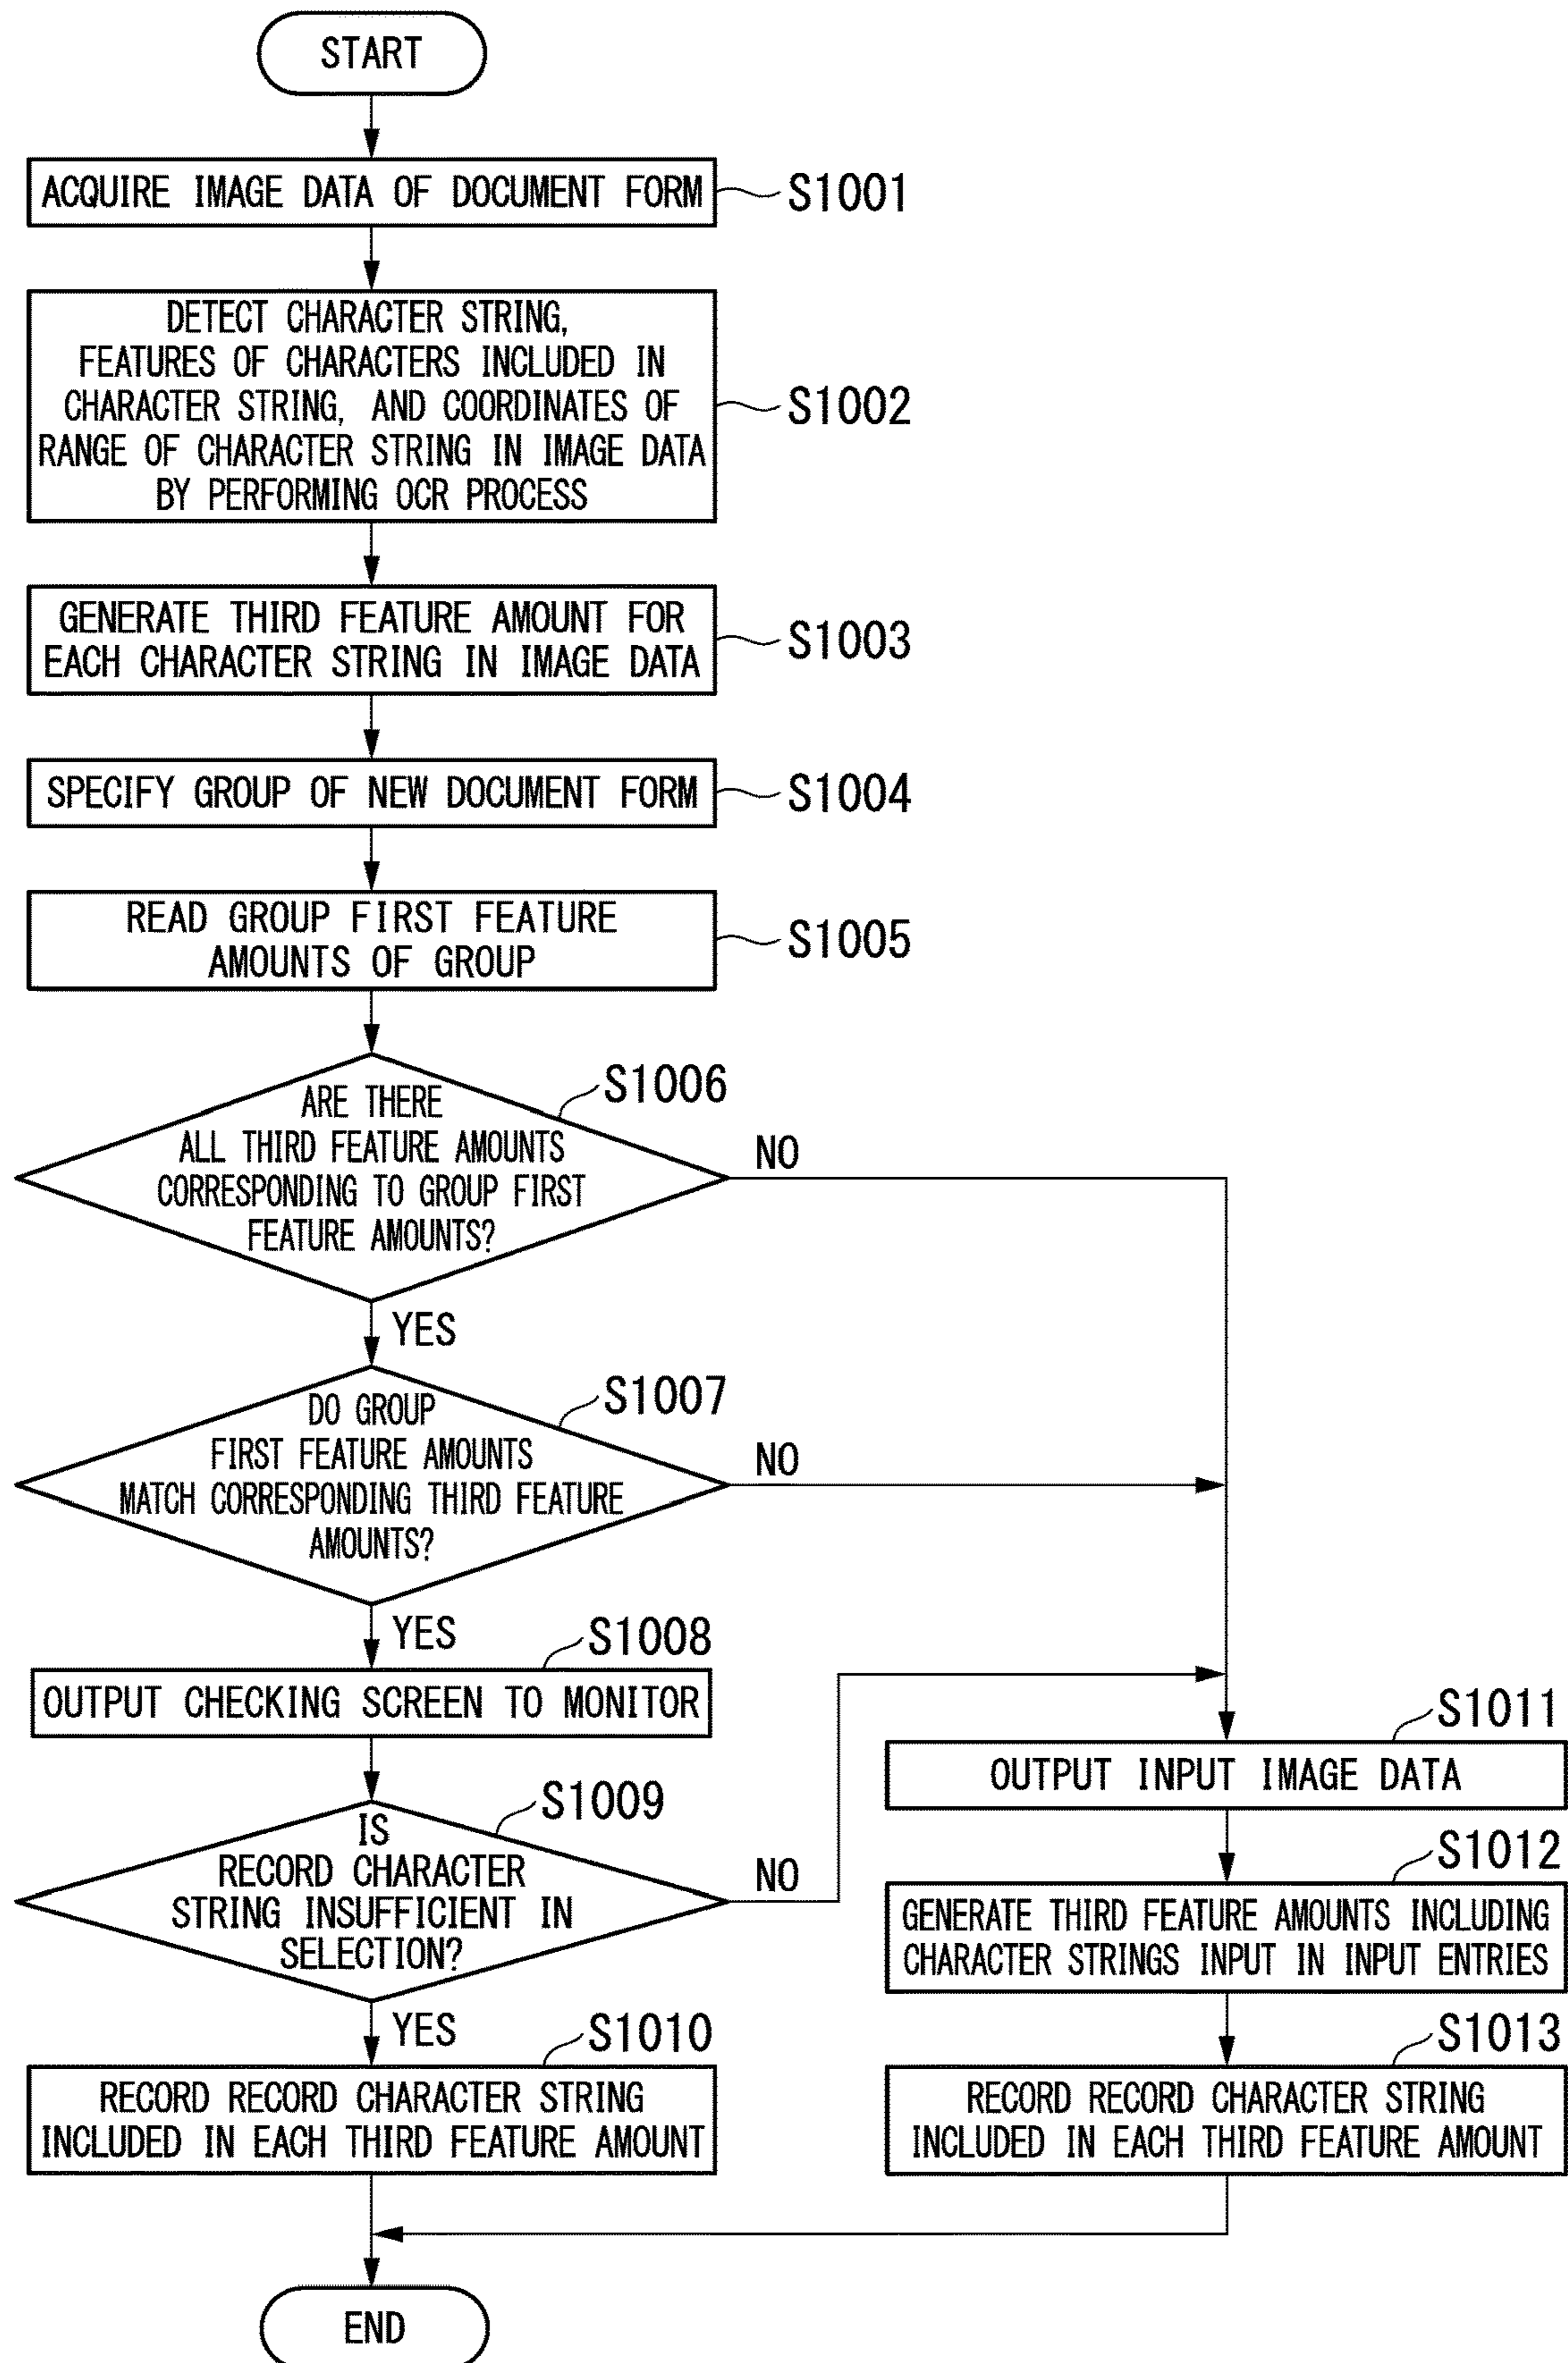 START
ACQUIRE IMAGE DATA OF DOCUMENT FORM
S1001
DETECT CHARACTER STRING,
FEATURES OF CHARACTERS INCLUDED IN
CHARACTER STRING, AND COORDINATES OF
RANGE OF CHARACTER STRING IN IMAGE DATA
BY PERFORMING OCR PROCESS
S1002
GENERATE THIRD FEATURE AMOUNT FOR
EACH CHARACTER STRING IN IMAGE DATA
S1003
SPECIFY GROUP OF NEW DOCUMENT FORM
S1004
READ GROUP FIRST FEATURE
AMOUNTS OF GROUP
S1005
S1006
ARE THERE
ALL THIRD FEATURE AMOUNTS
CORRESPONDING TO GROUP FIRST
FEATURE AMOUNTS?
NO
YES
S1007
DO GROUP
FIRST FEATURE AMOUNTS
MATCH CORRESPONDING THIRD FEATURE
AMOUNTS?
NO
YES
S1008
OUTPUT CHECKING SCREEN TO MONITOR
S1009
IS
RECORD CHARACTER
STRING INSUFFICIENT IN
SELECTION?
NO
YES
S1010
RECORD RECORD CHARACTER STRING
INCLUDED IN EACH THIRD FEATURE AMOUNT
S1011
OUTPUT INPUT IMAGE DATA
S1012
GENERATE THIRD FEATURE AMOUNTS INCLUDING
CHARACTER STRINGS INPUT IN INPUT ENTRIES
S1013
RECORD RECORD CHARACTER STRING
INCLUDED IN EACH THIRD FEATURE AMOUNT
END